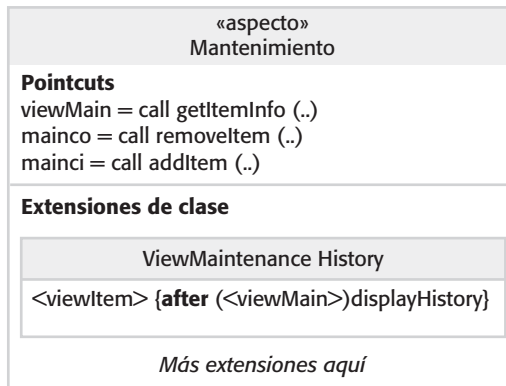 «aspecto»
Mantenimiento
Pointcuts
viewMain = call getItemInfo (..)
mainco = call removeItem (..)
mainci = call addItem (..)
Extensiones de clase
ViewMaintenance History
<viewItem> {after (<viewMain>)displayHistory}
Más extensiones aquí